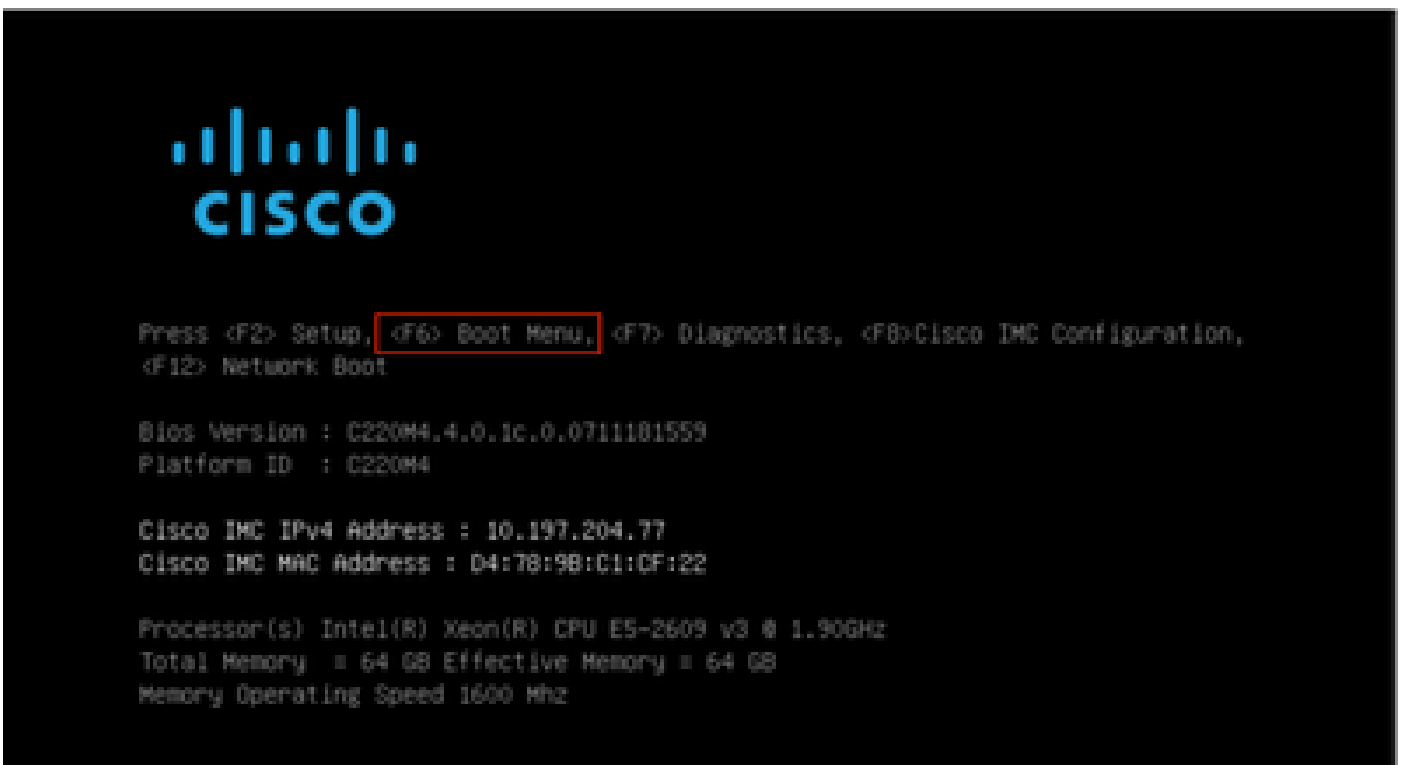 CISCO
Press <F2> Setup, <F6> Boot Menu, <F7> Diagnostics, <F8>Cisco IMC Configuration,
<F12> Network Boot
Bios Version : C220M4.4.0.1c.0.0711181559
Platform ID : C220M4
Cisco IMC IPv4 Address : 10.197.204.77
Cisco IMC MAC Address : D4:78:9B:C1:CF:22
Processor(s) Intel(R) Xeon(R) CPU E5-2609 v3 @ 1.90GHz
Total Memory = 64 GB Effective Memory = 64 GB
Memory Operating Speed 1600 Mhz